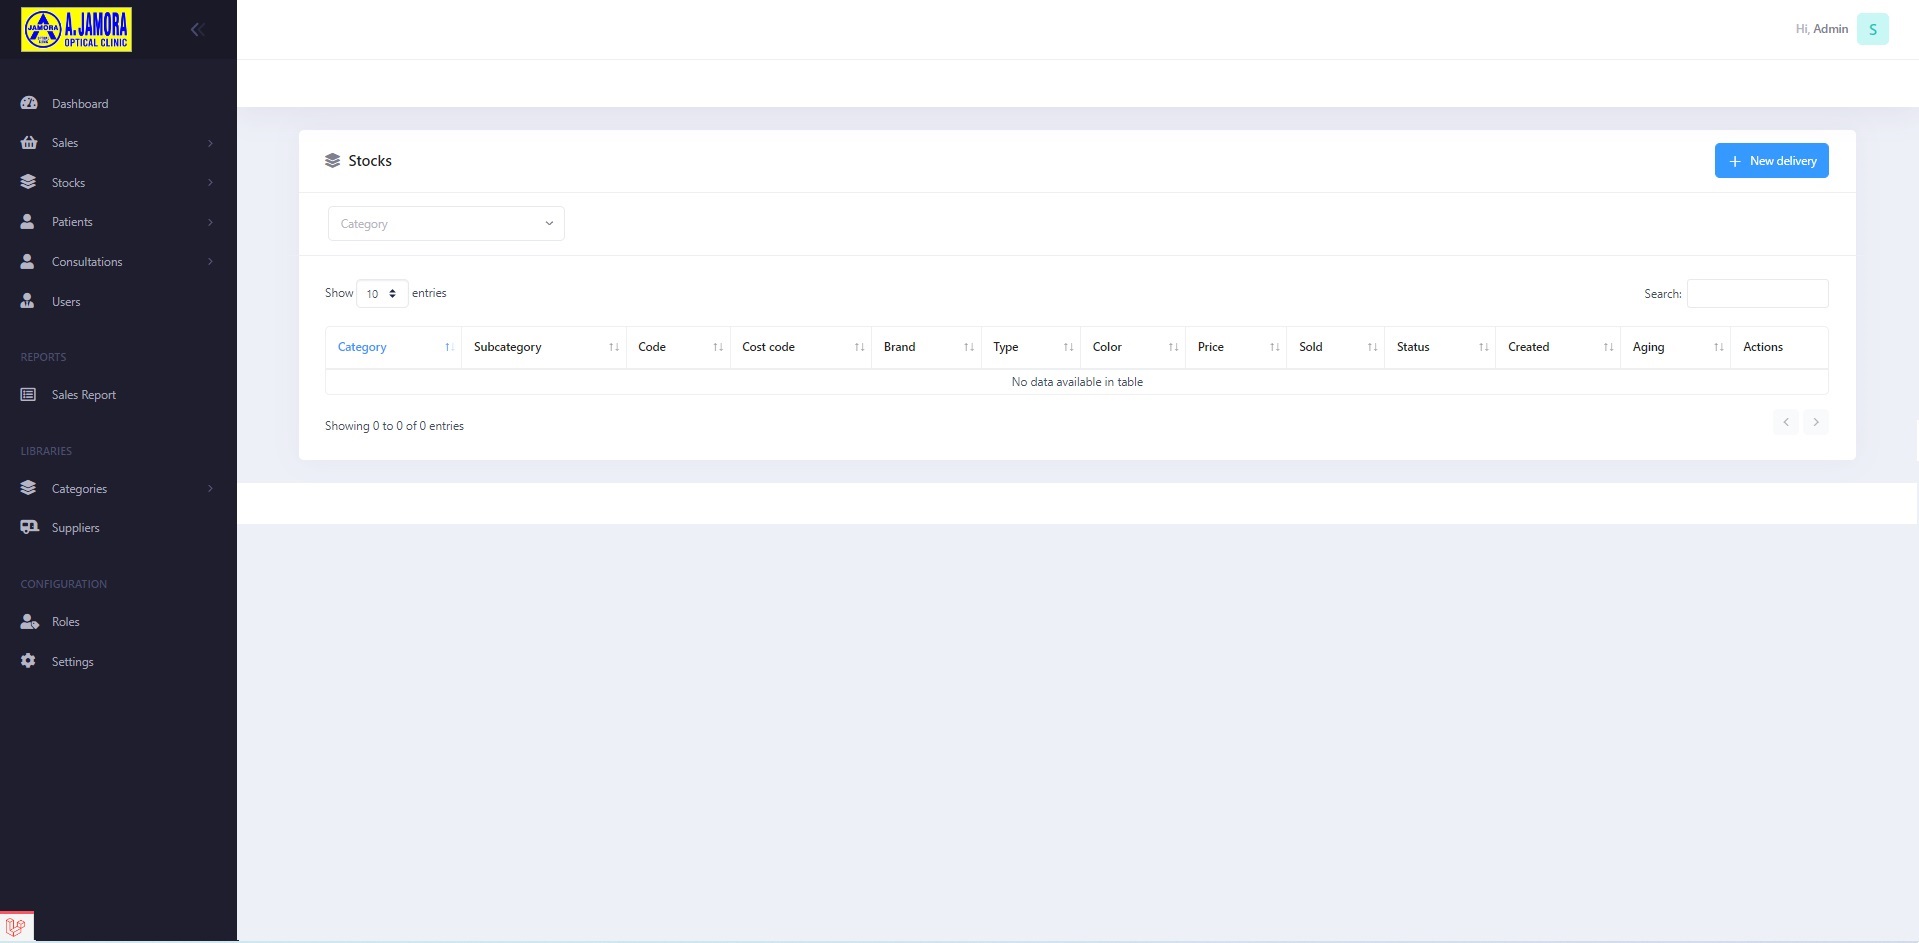 JAMORA
A. JAMORA
OPTICAL CLINIC
Hi, Admin
S
Dashboard
Sales
Stocks
Patients
Consultations
Users
REPORTS
Sales Report
LIBRARIES
Categories
Suppliers
CONFIGURATION
Roles
Settings
Stocks
New delivery
Category
Show 10 entries
Search:
Category Subcategory Code Cost code Brand Type Color Price Sold Status Created Aging Actions
No data available in table
Showing 0 to 0 of 0 entries